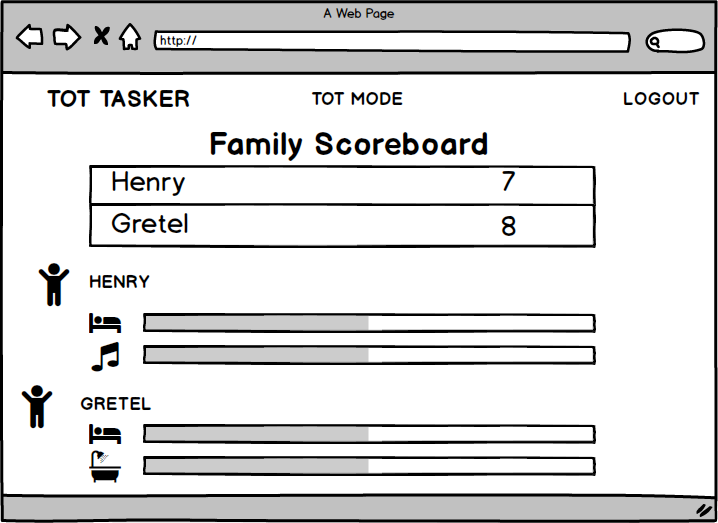 A Web Page
http://
TOT TASKER TOT MODE LOGOUT
Family Scoreboard
Henry 7
Gretel 8
HENRY
GRETEL